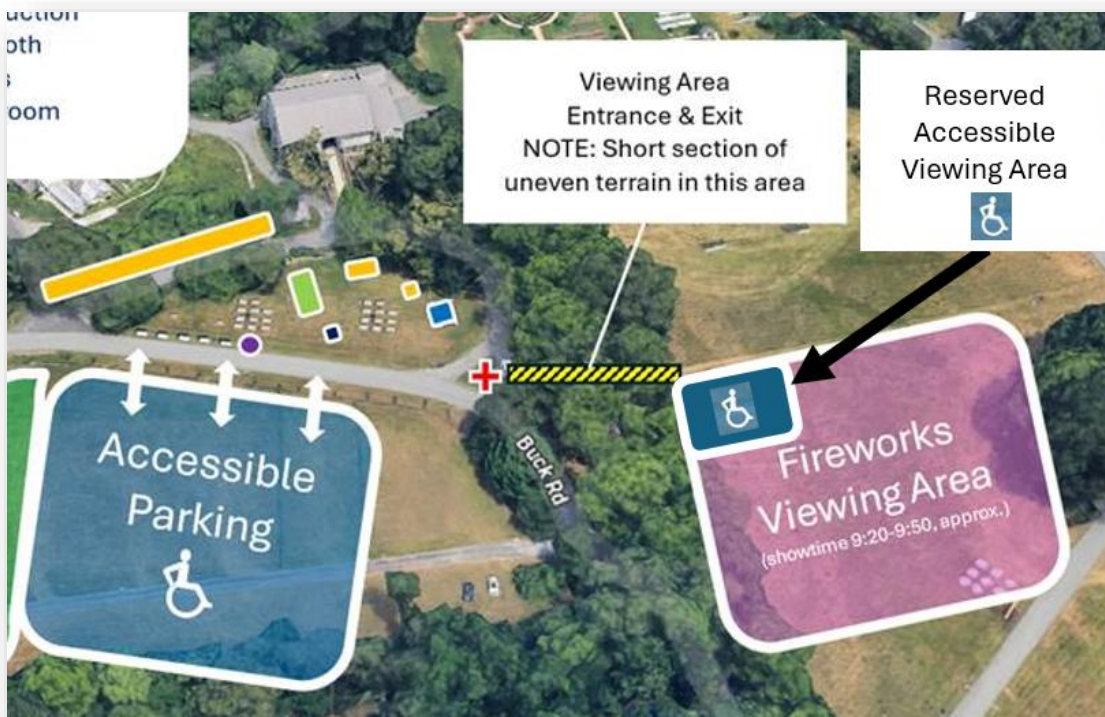 uction
oth
s
oom
Viewing Area
Entrance & Exit
NOTE: Short section of
uneven terrain in this area
Reserved
Accessible
Viewing Area
Accessible
Parking
Buck Rd
Fireworks
Viewing Area
(showtime 9:20-9:50, approx.)